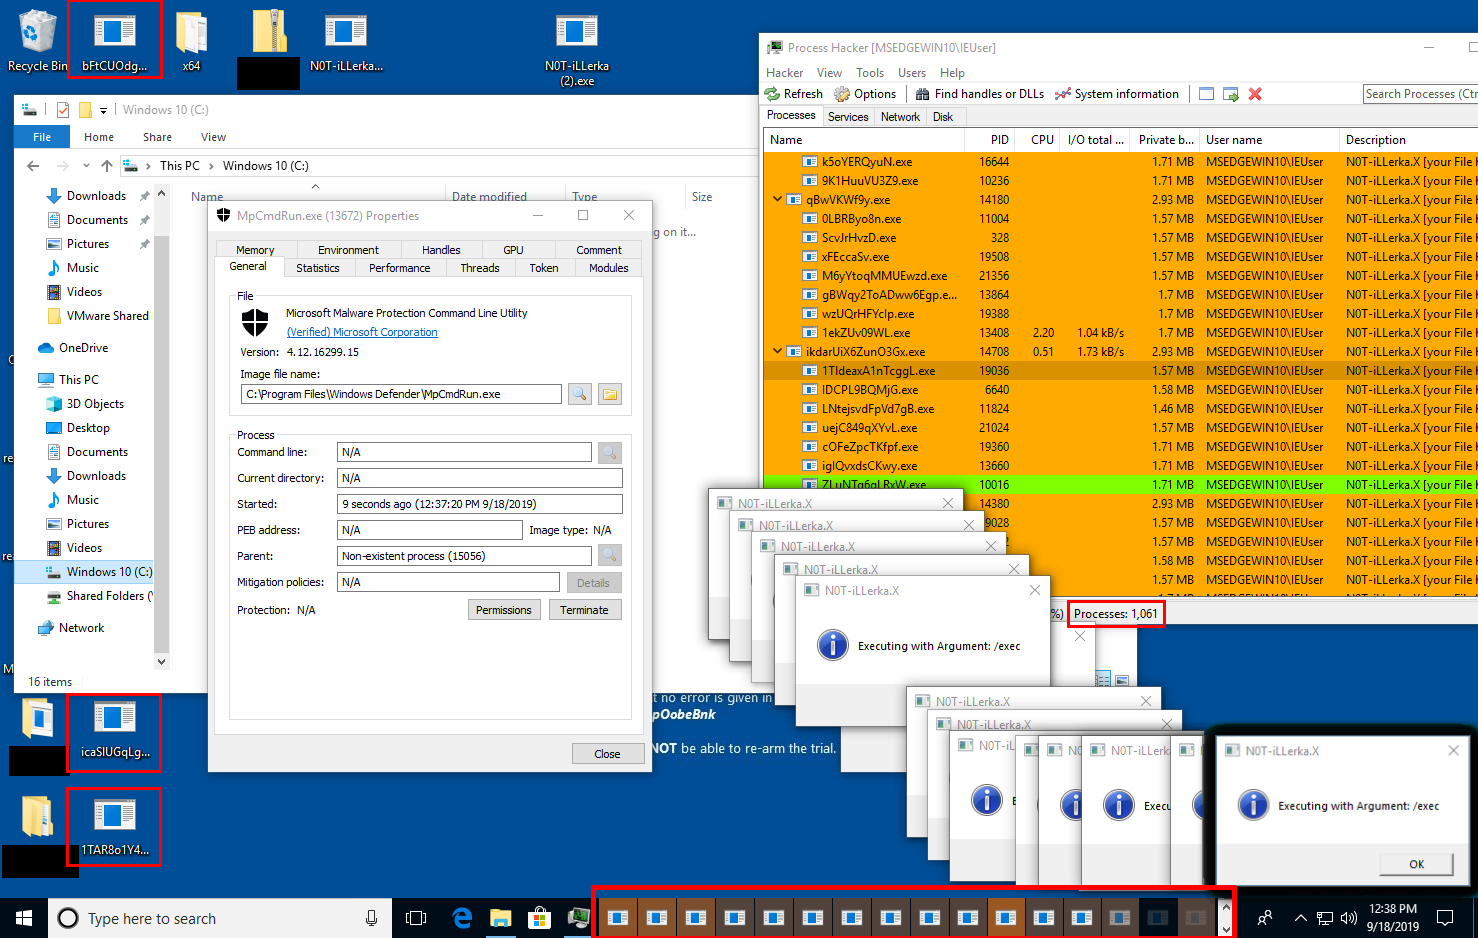 Recycle Bin
bFtCUOdg...
x64
N0T-iLLerka...
N0T-iLLerka
(2).exe
Windows 10 (C:)
File
Home
Share
View
This PC
Windows 10 (C:)
Name
Date modified
Type
Size
g on it...
Downloads
Documents
Pictures
Music
Videos
VMware Shared
OneDrive
This PC
3D Objects
Desktop
Documents
Downloads
Music
Pictures
Videos
Windows 10 (C:)
Shared Folders (\
Network
16 items
MpCmdRun.exe (13672) Properties
Memory
Environment
Handles
GPU
Comment
General
Statistics
Performance
Threads
Token
Modules
File
Microsoft Malware Protection Command Line Utility
(Verified) Microsoft Corporation
Version: 4.12.16299.15
Image file name:
C:\Program Files\Windows Defender\MpCmdRun.exe
Process
Command line: N/A
Current directory: N/A
Started: 9 seconds ago (12:37:20 PM 9/18/2019)
PEB address: N/A Image type: N/A
Parent: Non-existent process (15056)
Mitigation policies: N/A Details
Protection: N/A Permissions Terminate
Close
Process Hacker [MSEDGEWIN10\IEUser]
Hacker View Tools Users Help
Refresh Options Find handles or DLLs System information
Search Processes (Ctr
Processes Services Network Disk
Name PID CPU I/O total ... Private b... User name Description
k5oYERQyuN.exe 16644 1.71 MB MSEDGEWIN10\IEUser N0T-iLLerka.X [your File H
9K1HuuVU3Z9.exe 10236 1.71 MB MSEDGEWIN10\IEUser N0T-iLLerka.X [your File H
qBwVKWf9y.exe 14180 2.93 MB MSEDGEWIN10\IEUser N0T-iLLerka.X [your File H
0LBRByo8n.exe 11004 1.57 MB MSEDGEWIN10\IEUser N0T-iLLerka.X [your File H
ScvJrHvzD.exe 328 1.57 MB MSEDGEWIN10\IEUser N0T-iLLerka.X [your File H
xFEccaSv.exe 19508 1.57 MB MSEDGEWIN10\IEUser N0T-iLLerka.X [your File H
M6yYtoqMMUEwzd.exe 21356 1.57 MB MSEDGEWIN10\IEUser N0T-iLLerka.X [your File H
gBWqy2ToADww6Egp.e... 13864 1.7 MB MSEDGEWIN10\IEUser N0T-iLLerka.X [your File H
wzUQrHFYcIp.exe 19388 1.7 MB MSEDGEWIN10\IEUser N0T-iLLerka.X [your File H
1ekZUv09WL.exe 13408 2.20 1.04 kB/s 1.7 MB MSEDGEWIN10\IEUser N0T-iLLerka.X [your File H
ikdarUiX6ZunO3Gx.exe 14708 0.51 1.73 kB/s 2.93 MB MSEDGEWIN10\IEUser N0T-iLLerka.X [your File H
1TIdeaxA1nTcggL.exe 19036 1.57 MB MSEDGEWIN10\IEUser N0T-iLLerka.X [your File H
IDCPL9BQMjG.exe 6640 1.58 MB MSEDGEWIN10\IEUser N0T-iLLerka.X [your File H
LNtejsvdFpVd7gB.exe 11824 1.46 MB MSEDGEWIN10\IEUser N0T-iLLerka.X [your File H
uejC849qXYvL.exe 21024 1.57 MB MSEDGEWIN10\IEUser N0T-iLLerka.X [your File H
cOFeZpcTKfpf.exe 19360 1.71 MB MSEDGEWIN10\IEUser N0T-iLLerka.X [your File H
igIQvxdsCKwy.exe 13660 1.71 MB MSEDGEWIN10\IEUser N0T-iLLerka.X [your File H
10016 1.71 MB MSEDGEWIN10\IEUser N0T-iLLerka.X [your File H
14380 2.93 MB MSEDGEWIN10\IEUser N0T-iLLerka.X [your File H
9028 1.57 MB MSEDGEWIN10\IEUser N0T-iLLerka.X [your File H
2 1.71 MB MSEDGEWIN10\IEUser N0T-iLLerka.X [your File H
1.58 MB MSEDGEWIN10\IEUser N0T-iLLerka.X [your File H
1.57 MB MSEDGEWIN10\IEUser N0T-iLLerka.X [your File H
%) Processes: 1,061
N0T-iLLerka.X
N0T-iLLerka.X
N0T-iLLerka.X
N0T-iLLerka.X
N0T-iLLerka.X
Executing with Argument: /exec
t no error is given in
pOobeBnk
NOT be able to re-arm the trial.
N0T-iLLerka.X
N0T-iLLerka.X
N0T-iL
N
N0T-iLLerka
N
Execu
N0T-iLLerka.X
Executing with Argument: /exec
OK
icaSIUGqLg...
1TAR8o1Y4...
Type here to search
12:38 PM
9/18/2019